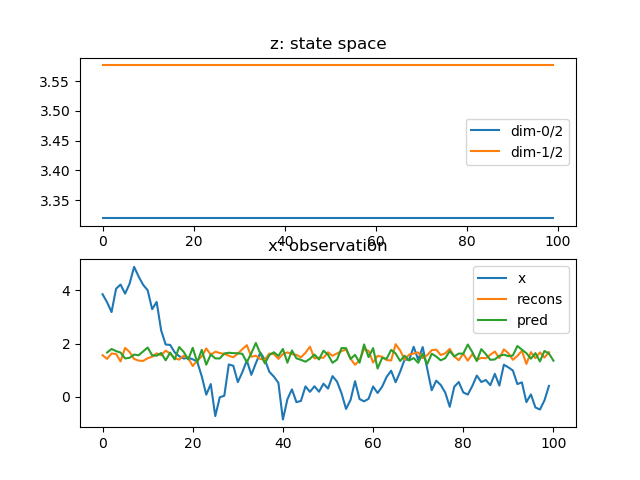 z: state space
3.55
3.50
3.45
3.40
3.35
dim-0/2
dim-1/2
0 20 40 60 80 100
x: observation
4
2
0
x
recons
pred
0 20 40 60 80 100